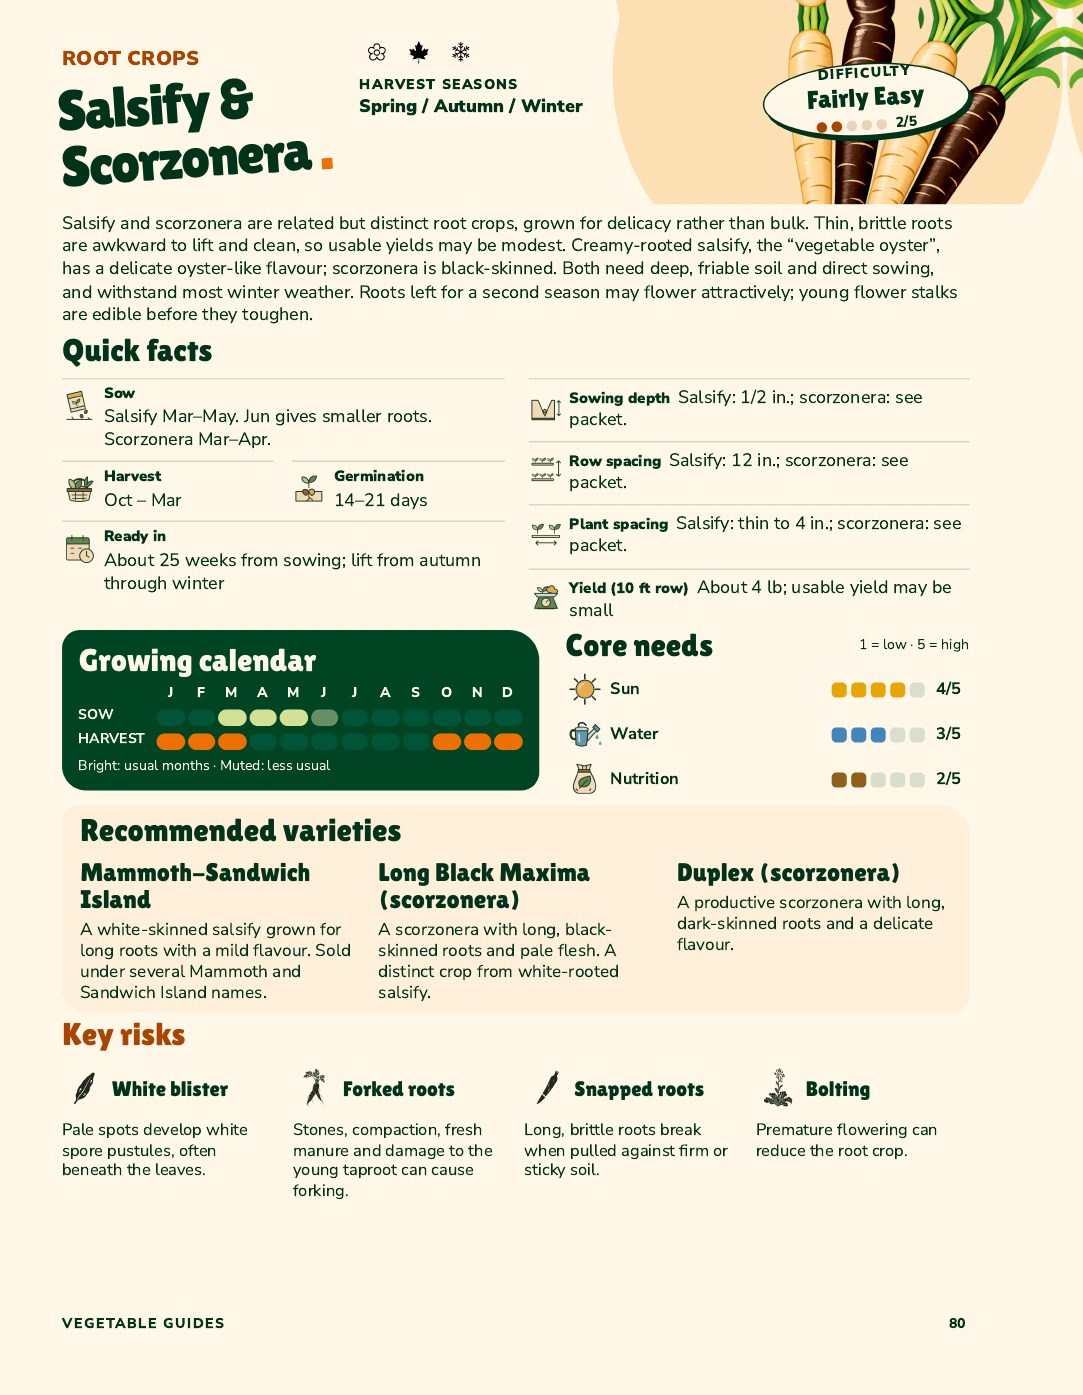 ROOT CROPS
Salsify &
Scorzonera.
HARVEST SEASONS
Spring / Autumn / Winter
DIFFICULTY
Fairly Easy
2/5
Salsify and scorzonera are related but distinct root crops, grown for delicacy rather than bulk. Thin, brittle roots
are awkward to lift and clean, so usable yields may be modest. Creamy-rooted salsify, the “vegetable oyster”,
has a delicate oyster-like flavour; scorzonera is black-skinned. Both need deep, friable soil and direct sowing,
and withstand most winter weather. Roots left for a second season may flower attractively; young flower stalks
are edible before they toughen.
Quick facts
Sow
Salsify Mar–May. Jun gives smaller roots.
Scorzonera Mar–Apr.
Harvest
Oct – Mar
Germination
14–21 days
Ready in
About 25 weeks from sowing; lift from autumn
through winter
Sowing depth Salsify: 1/2 in.; scorzonera: see
packet.
Row spacing Salsify: 12 in.; scorzonera: see
packet.
Plant spacing Salsify: thin to 4 in.; scorzonera: see
packet.
Yield (10 ft row) About 4 lb; usable yield may be
small
Growing calendar
J F M A M J J A S O N D
SOW
HARVEST
Bright: usual months · Muted: less usual
Core needs
1 = low · 5 = high
Sun 4/5
Water 3/5
Nutrition 2/5
Recommended varieties
Mammoth–Sandwich
Island
A white-skinned salsify grown for
long roots with a mild flavour. Sold
under several Mammoth and
Sandwich Island names.
Long Black Maxima
(scorzonera)
A scorzonera with long, black-
skinned roots and pale flesh. A
distinct crop from white-rooted
salsify.
Duplex (scorzonera)
A productive scorzonera with long,
dark-skinned roots and a delicate
flavour.
Key risks
White blister
Pale spots develop white
spore pustules, often
beneath the leaves.
Forked roots
Stones, compaction, fresh
manure and damage to the
young taproot can cause
forking.
Snapped roots
Long, brittle roots break
when pulled against firm or
sticky soil.
Bolting
Premature flowering can
reduce the root crop.
VEGETABLE GUIDES
80